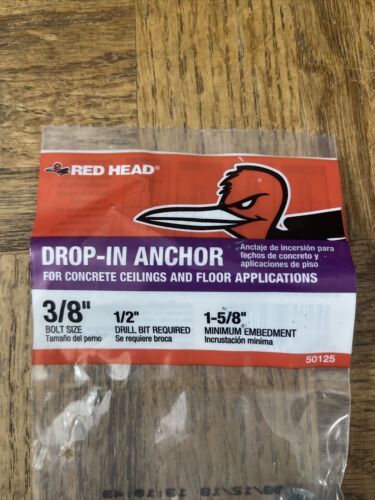 RED HEAD®
DROP-IN ANCHOR
Anclaje de incersión para
techos de concreto y
aplicaciones de piso
FOR CONCRETE CEILINGS AND FLOOR APPLICATIONS
3/8"
BOLT SIZE
Tamaño del perno
1/2"
DRILL BIT REQUIRED
Se requiere broca
1-5/8"
MINIMUM EMBEDMENT
Incrustación mínima
50125